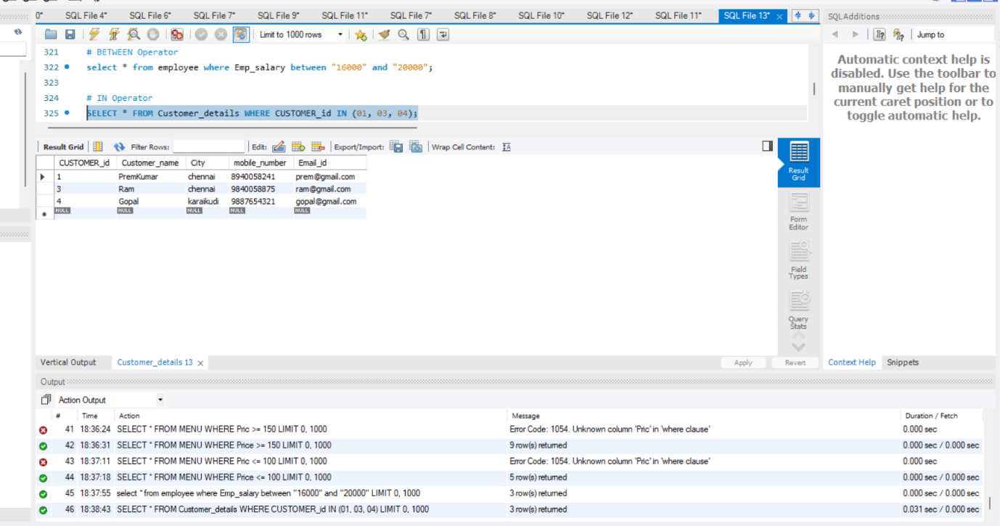 0* SQL File 4* SQL File 6* SQL File 7* SQL File 9* SQL File 11* SQL File 7* SQL File 8* SQL File 10* SQL File 12* SQL File 11* SQL File 13*
SQLAdditions
Limit to 1000 rows
Jump to
321 # BETWEEN Operator
322 select * from employee where Emp_salary between "16000" and "20000";
323
324 # IN Operator
325 SELECT * FROM Customer_details WHERE CUSTOMER_id IN (01, 03, 04);
Automatic context help is
disabled. Use the toolbar to
manually get help for the
current caret position or to
toggle automatic help.
Result Grid Filter Rows: Edit: Export/Import: Wrap Cell Content:
CUSTOMER_id Customer_name City mobile_number Email_id
1 PremKumar chennai 8940058241 prem@gmail.com
3 Ram chennai 9840058875 ram@gmail.com
4 Gopal karaikudi 9887654321 gopal@gmail.com
NULL NULL NULL NULL NULL
Result
Grid
Form
Editor
Field
Types
Query
Stats
Vertical Output Customer_details 13 Apply Revert
Context Help Snippets
Output
Action Output
# Time Action Message Duration / Fetch
41 18:36:24 SELECT * FROM MENU WHERE Pric >= 150 LIMIT 0, 1000 Error Code: 1054. Unknown column 'Pric' in 'where clause' 0.000 sec
42 18:36:31 SELECT * FROM MENU WHERE Price >= 150 LIMIT 0, 1000 9 row(s) returned 0.000 sec / 0.000 sec
43 18:37:11 SELECT * FROM MENU WHERE Pric <= 100 LIMIT 0, 1000 Error Code: 1054. Unknown column 'Pric' in 'where clause' 0.000 sec
44 18:37:18 SELECT * FROM MENU WHERE Price <= 100 LIMIT 0, 1000 5 row(s) returned 0.000 sec / 0.000 sec
45 18:37:55 select * from employee where Emp_salary between "16000" and "20000" LIMIT 0, 1000 3 row(s) returned 0.000 sec / 0.000 sec
46 18:38:43 SELECT * FROM Customer_details WHERE CUSTOMER_id IN (01, 03, 04) LIMIT 0, 1000 3 row(s) returned 0.031 sec / 0.000 sec